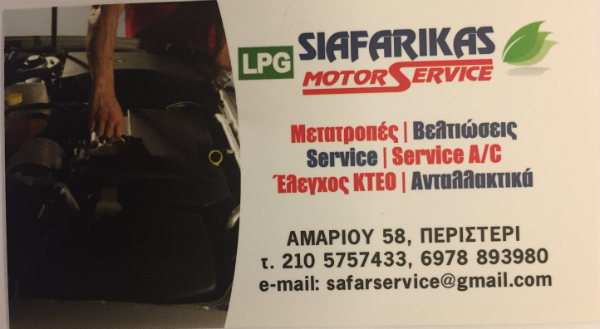 LPG
SIAFARIKAS
MOTOR SERVICE
Μετατροπές | Βελτιώσεις
Service | Service A/C
Έλεγχος ΚΤΕΟ | Ανταλλακτικά
ΑΜΑΡΙΟΥ 58, ΠΕΡΙΣΤΕΡΙ
τ. 210 5757433, 6978 893980
e-mail: safarservice@gmail.com